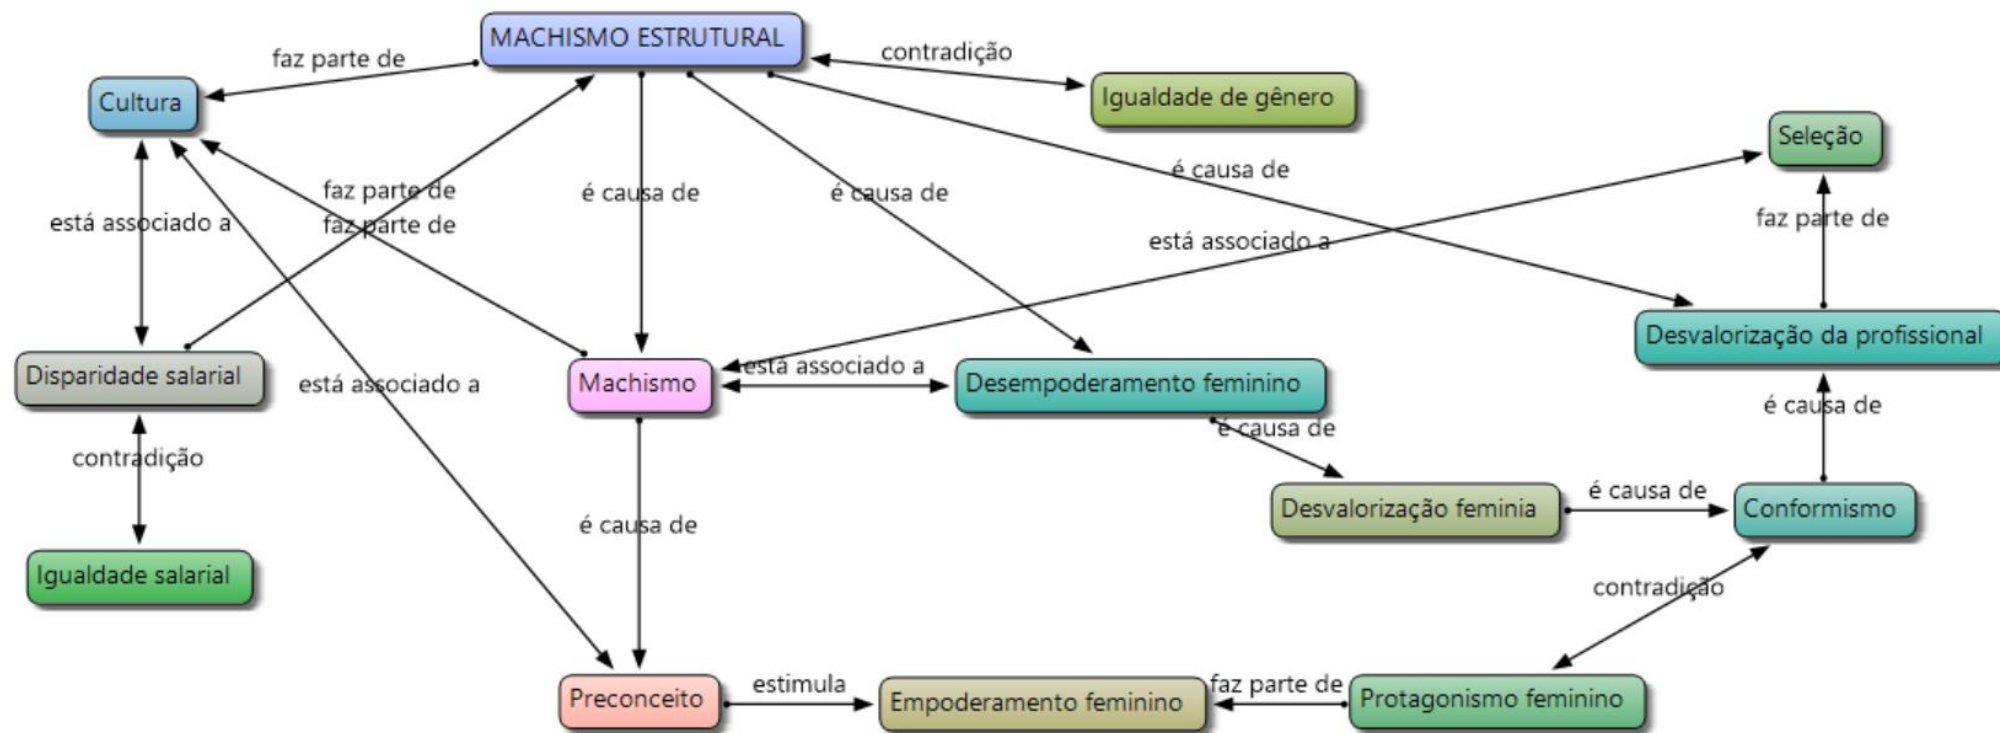 MACHISMO ESTRUTURAL
contradição
faz parte de
Cultura
Igualdade de gênero
Seleção
é causa de
faz parte de
é causa de
é causa de
faz parte de
está associado a
faz parte de
está associado a
Desvalorização da profissional
está associado a
Disparidade salarial
está associado a
Machismo
Desempoderamento feminino
é causa de
é causa de
contradição
é causa de
Desvalorização feminia
Conformismo
é causa de
Igualdade salarial
contradição
estimula
faz parte de
Preconceito
Empoderamento feminino
Protagonismo feminino